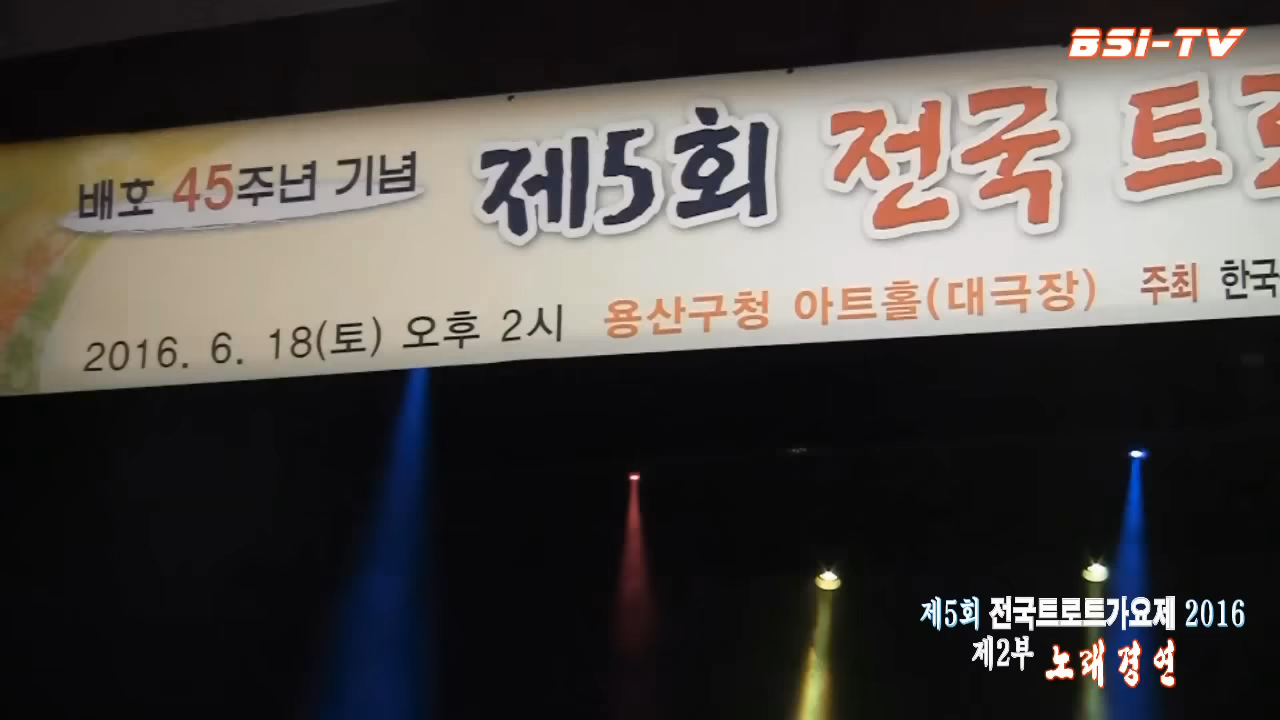 BSI-TV
배호 45주년 기념
제5회 전국 트로
2016. 6. 18(토) 오후 2시 용산구청 아트홀(대극장) 주최 한국
제5회 전국트로트가요제 2016
제2부 노래경연